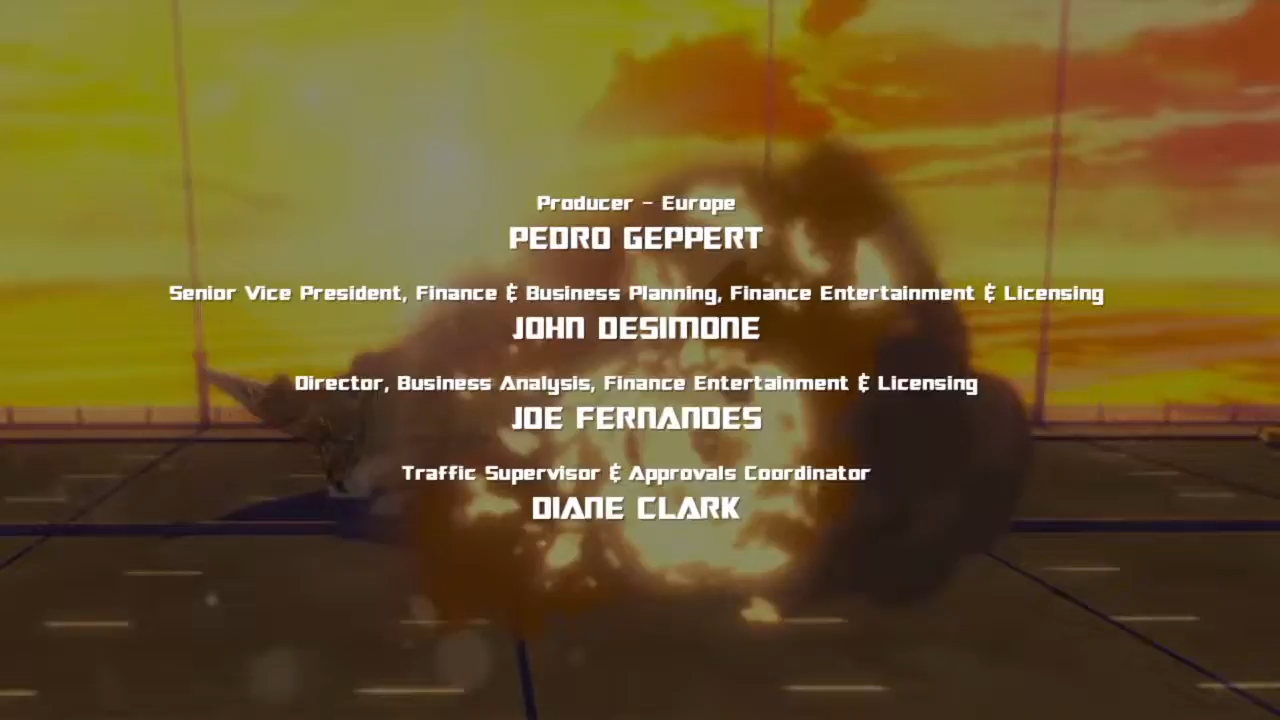 Producer - Europe
PEDRO GEPPERT
Senior Vice President, Finance & Business Planning, Finance Entertainment & Licensing
JOHN DESIMONE
Director, Business Analysis, Finance Entertainment & Licensing
JOE FERNANDES
Traffic Supervisor & Approvals Coordinator
DIANE CLARK